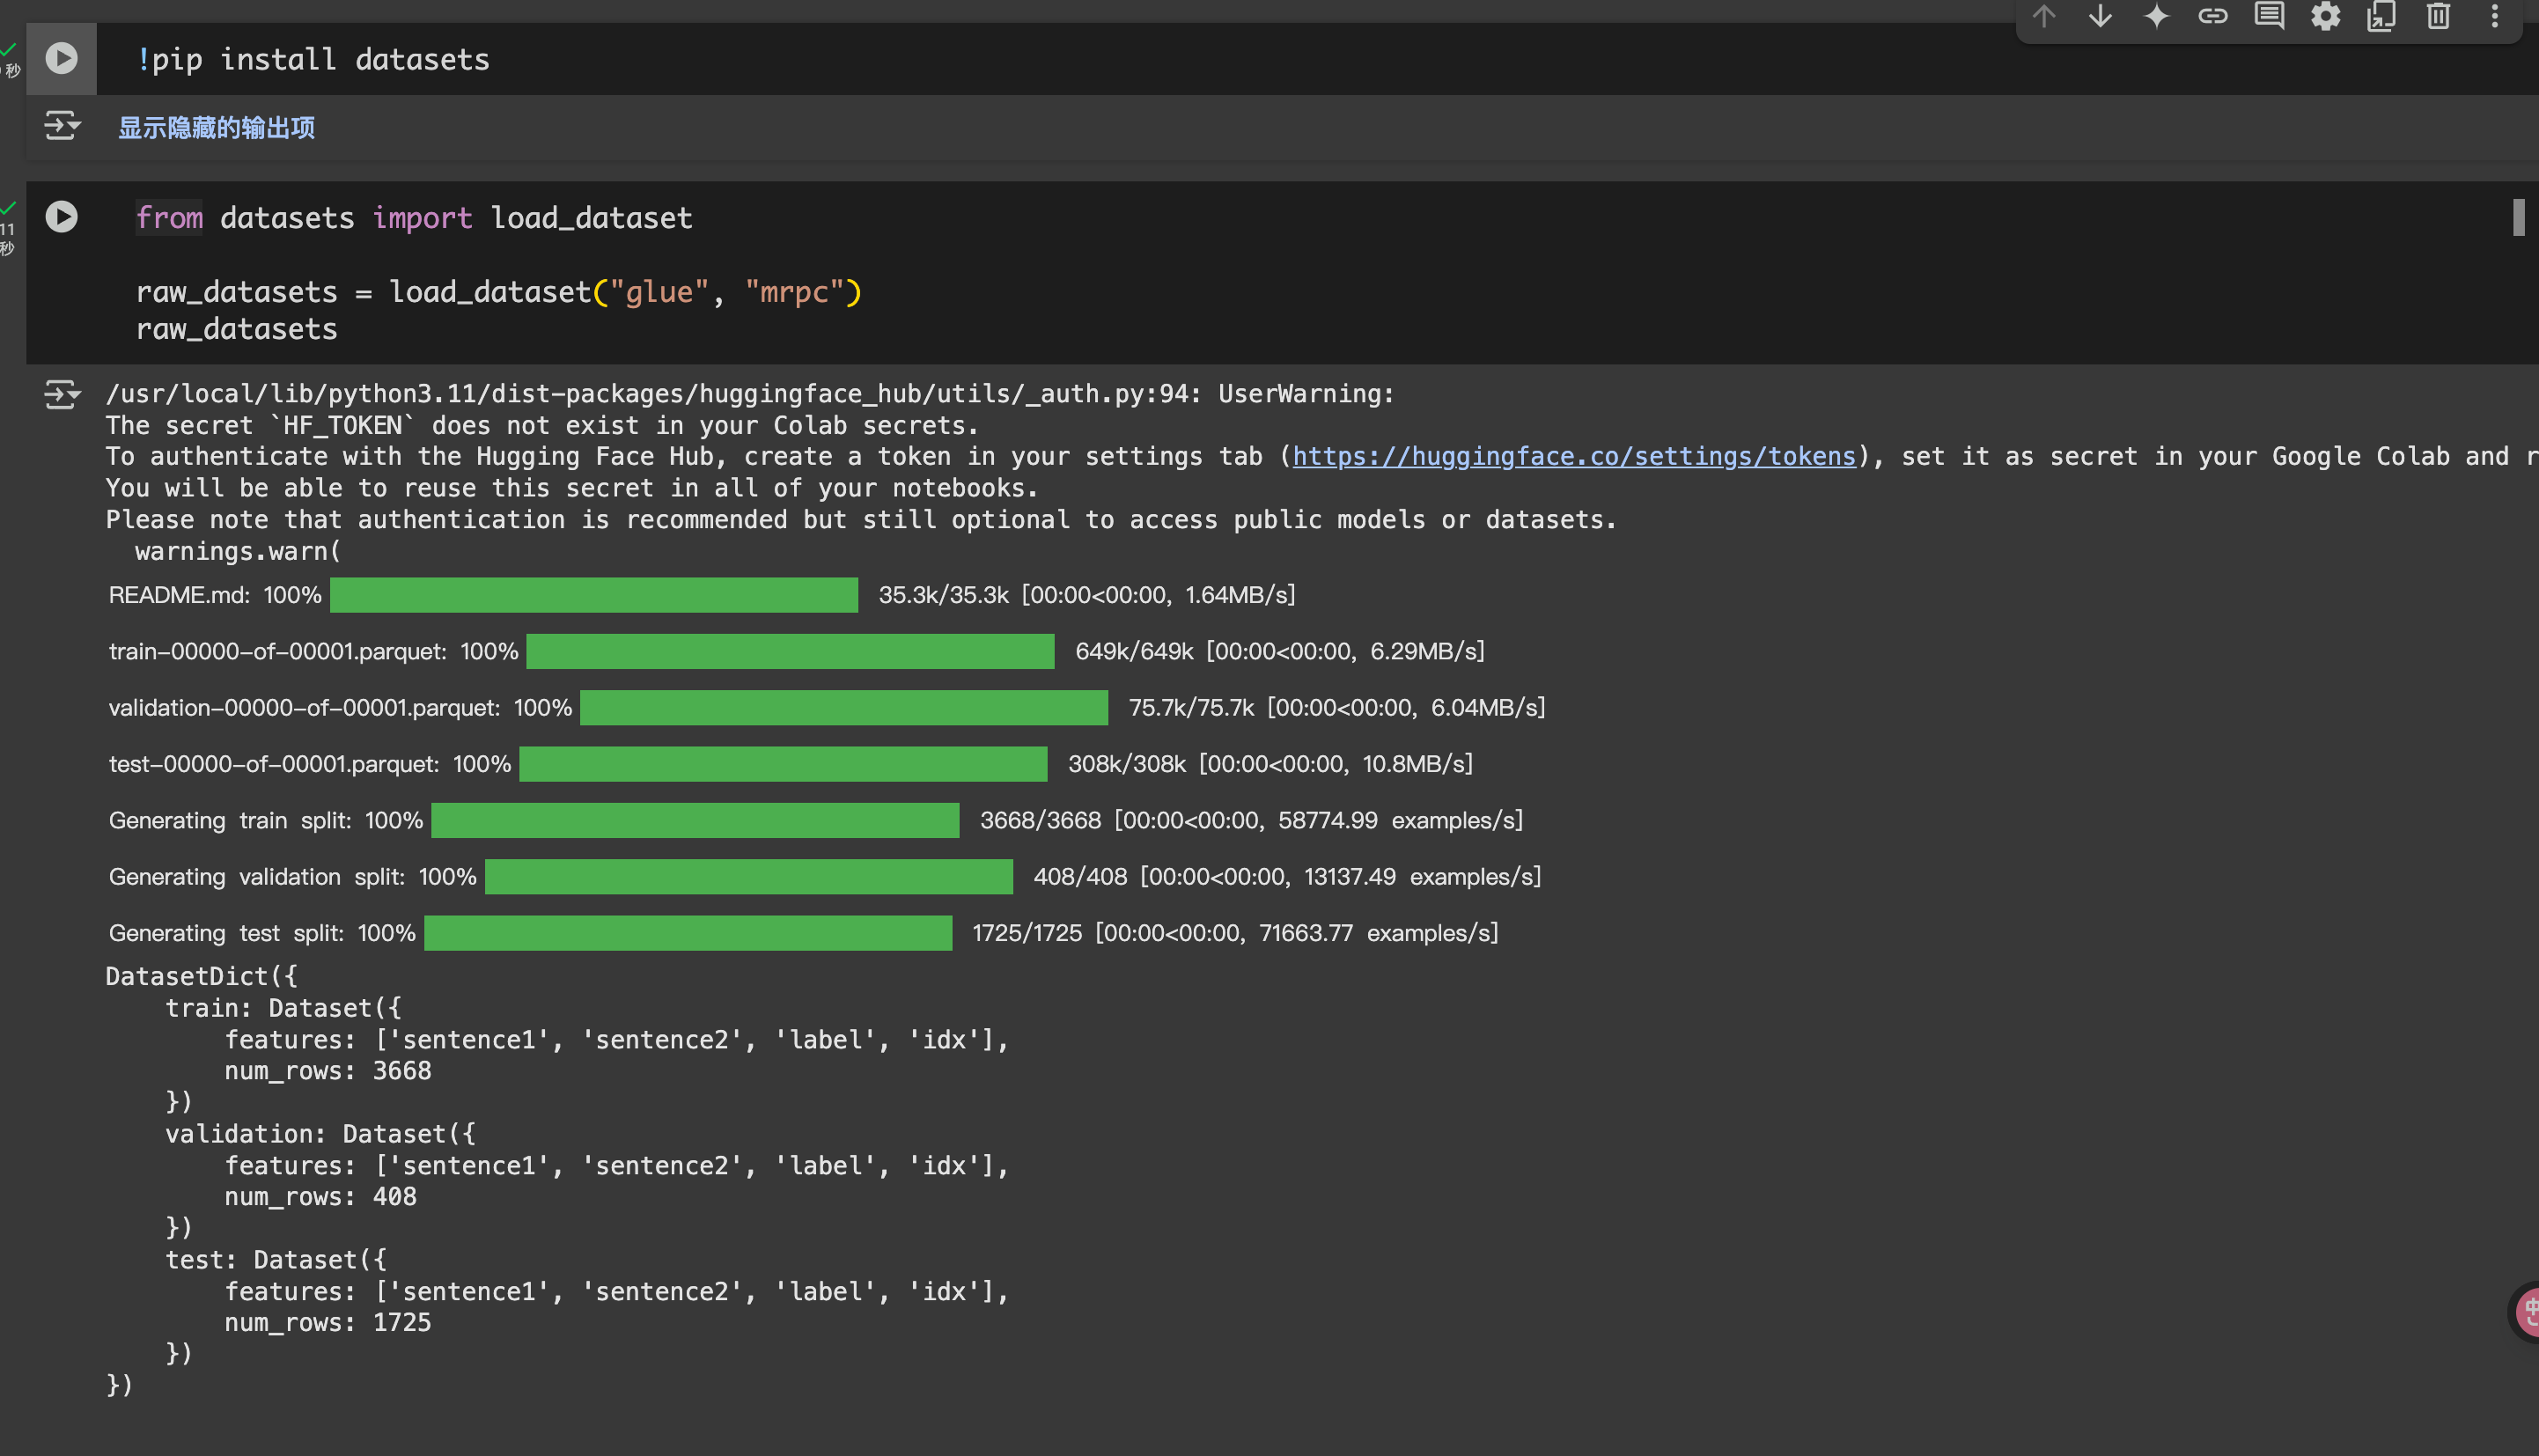 !pip install datasets
秒
显示隐藏的输出项
from datasets import load_dataset
11
秒
raw_datasets = load_dataset("glue", "mrpc")
raw_datasets
/usr/local/lib/python3.11/dist-packages/huggingface_hub/utils/_auth.py:94: UserWarning:
The secret `HF_TOKEN` does not exist in your Colab secrets.
To authenticate with the Hugging Face Hub, create a token in your settings tab (https://huggingface.co/settings/tokens), set it as secret in your Google Colab and
You will be able to reuse this secret in all of your notebooks.
Please note that authentication is recommended but still optional to access public models or datasets.
  warnings.warn(
README.md: 100% 35.3k/35.3k [00:00<00:00, 1.64MB/s]
train-00000-of-00001.parquet: 100% 649k/649k [00:00<00:00, 6.29MB/s]
validation-00000-of-00001.parquet: 100% 75.7k/75.7k [00:00<00:00, 6.04MB/s]
test-00000-of-00001.parquet: 100% 308k/308k [00:00<00:00, 10.8MB/s]
Generating train split: 100% 3668/3668 [00:00<00:00, 58774.99 examples/s]
Generating validation split: 100% 408/408 [00:00<00:00, 13137.49 examples/s]
Generating test split: 100% 1725/1725 [00:00<00:00, 71663.77 examples/s]
DatasetDict({
    train: Dataset({
        features: ['sentence1', 'sentence2', 'label', 'idx'],
        num_rows: 3668
    })
    validation: Dataset({
        features: ['sentence1', 'sentence2', 'label', 'idx'],
        num_rows: 408
    })
    test: Dataset({
        features: ['sentence1', 'sentence2', 'label', 'idx'],
        num_rows: 1725
    })
})